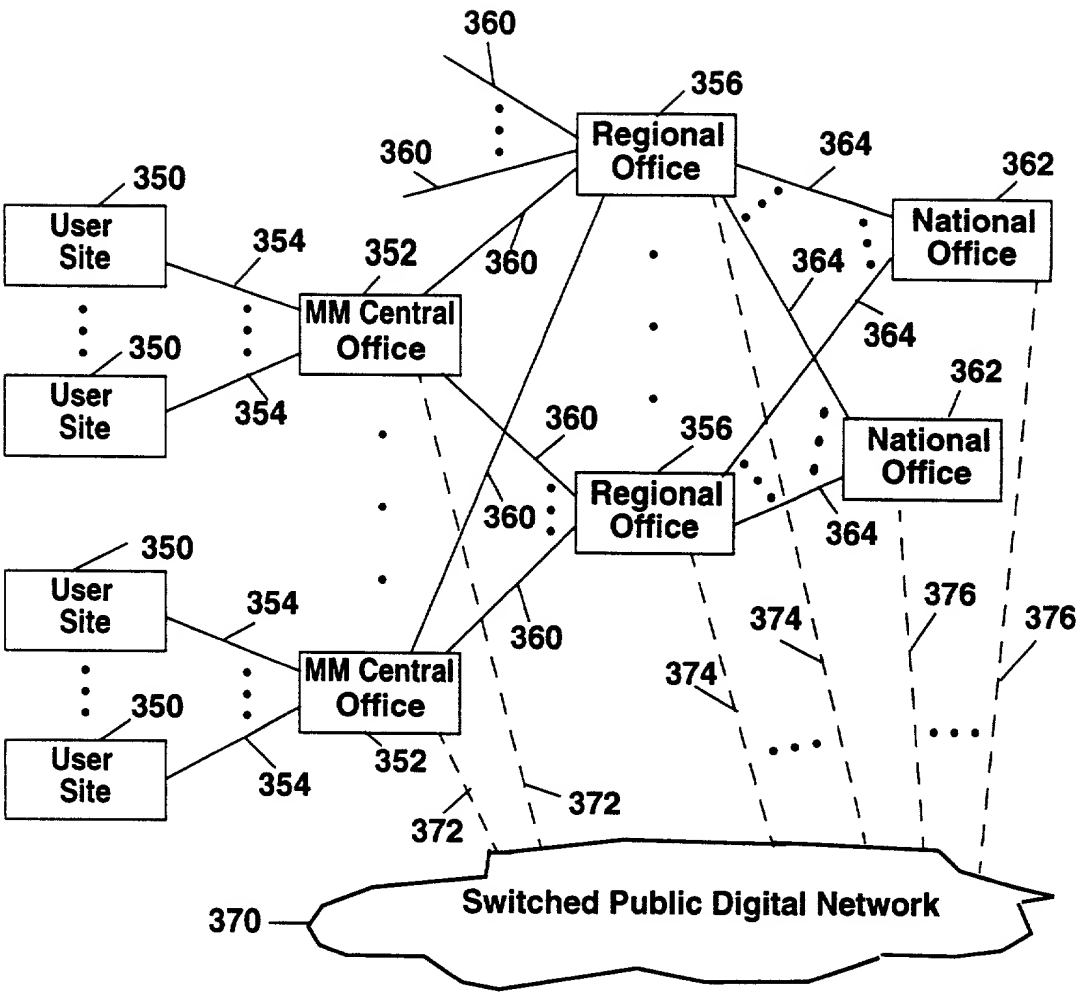 360
356
Regional
Office
360
364
362
National
Office
350
User
Site
354
352
360
364
MM Central
Office
364
350
User
Site
354
362
National
Office
360
356
Regional
Office
360
364
350
User
Site
354
360
376
374
376
MM Central
Office
374
350
User
Site
354
352
372
372
Switched Public Digital Network
370